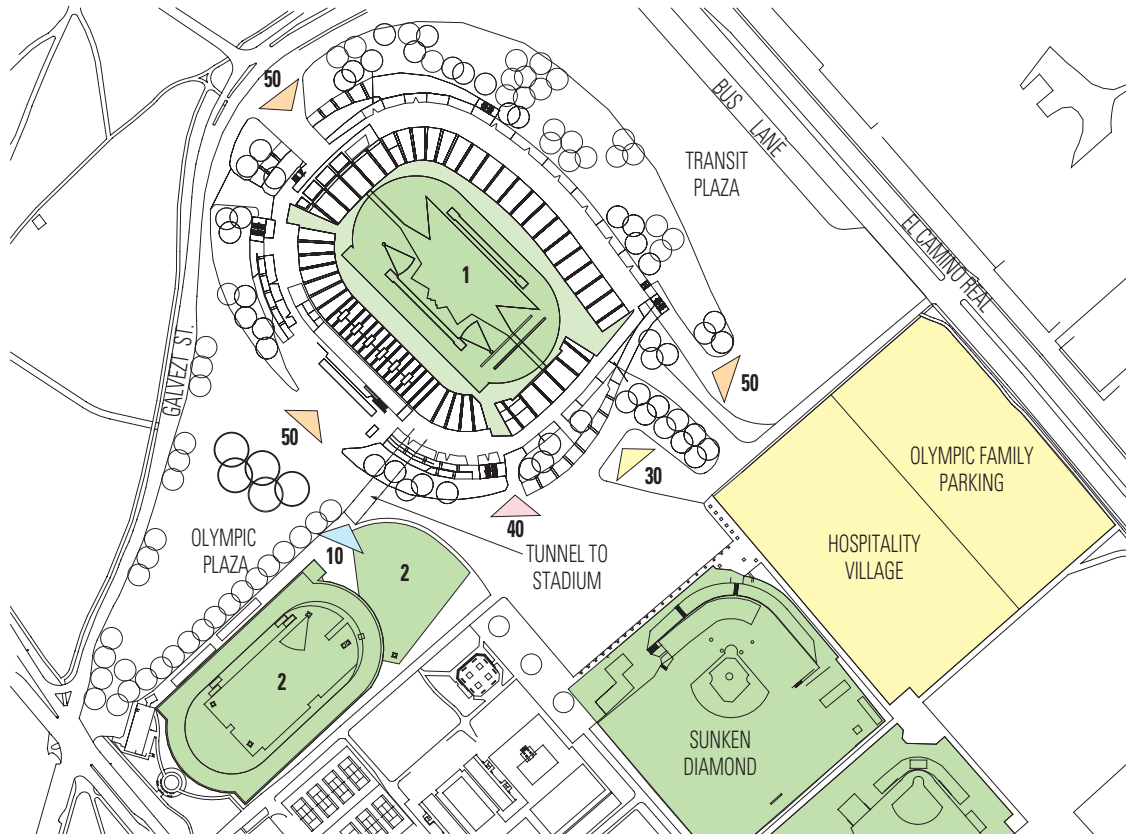 50
BUS LANE
TRANSIT
PLAZA
EL CAMINO REAL
1
GALVEZ ST.
50
50
30
OLYMPIC FAMILY
PARKING
40
HOSPITALITY
VILLAGE
OLYMPIC
PLAZA
10
TUNNEL TO
STADIUM
2
2
SUNKEN
DIAMOND